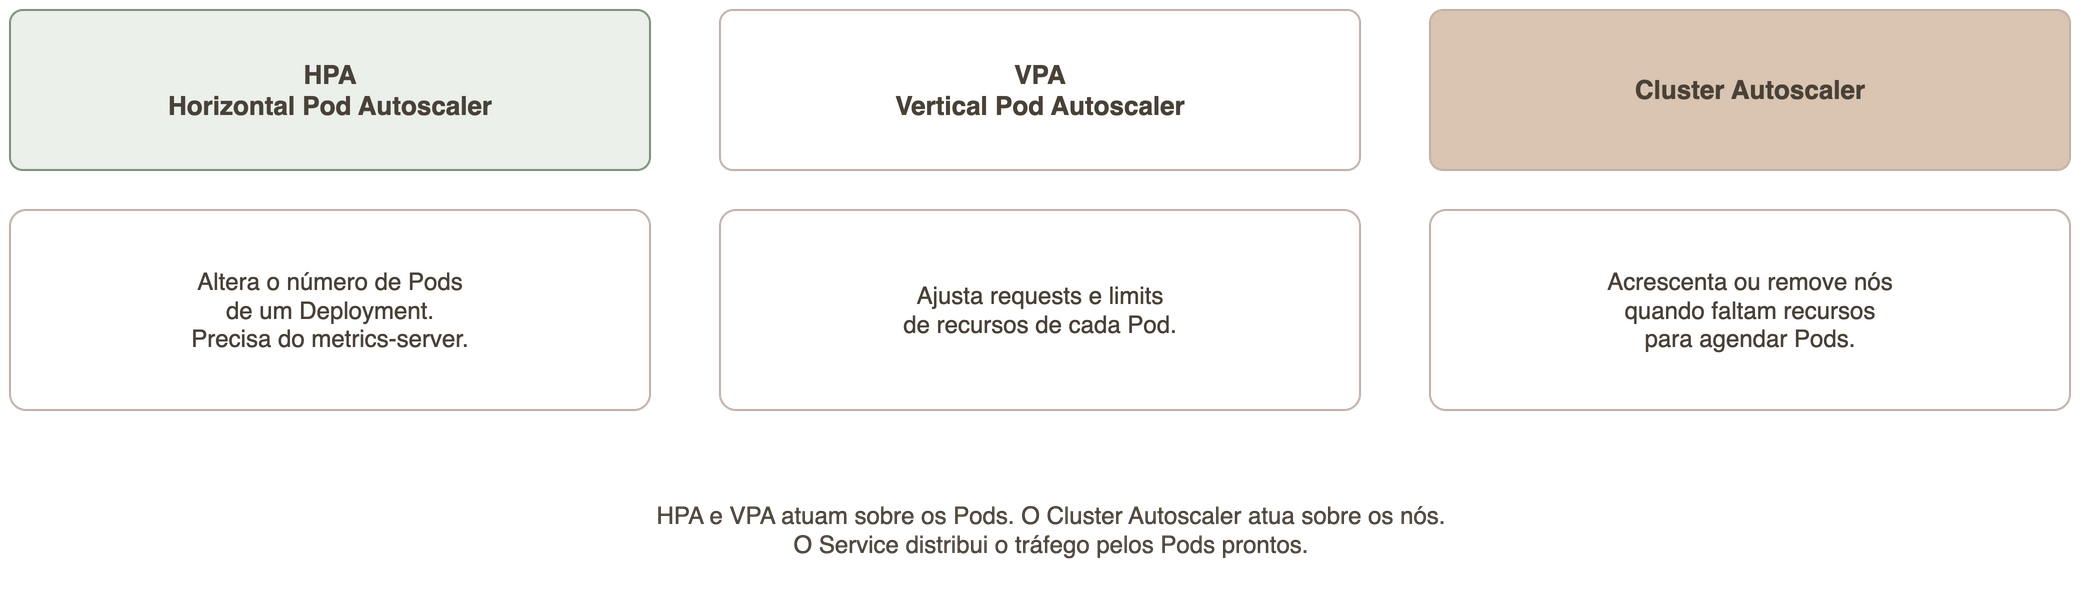 HPA
Horizontal Pod Autoscaler
VPA
Vertical Pod Autoscaler
Cluster Autoscaler
Altera o número de Pods
de um Deployment.
Precisa do metrics-server.
Ajusta requests e limits
de recursos de cada Pod.
Acrescenta ou remove nós
quando faltam recursos
para agendar Pods.
HPA e VPA atuam sobre os Pods. O Cluster Autoscaler atua sobre os nós.
O Service distribui o tráfego pelos Pods prontos.